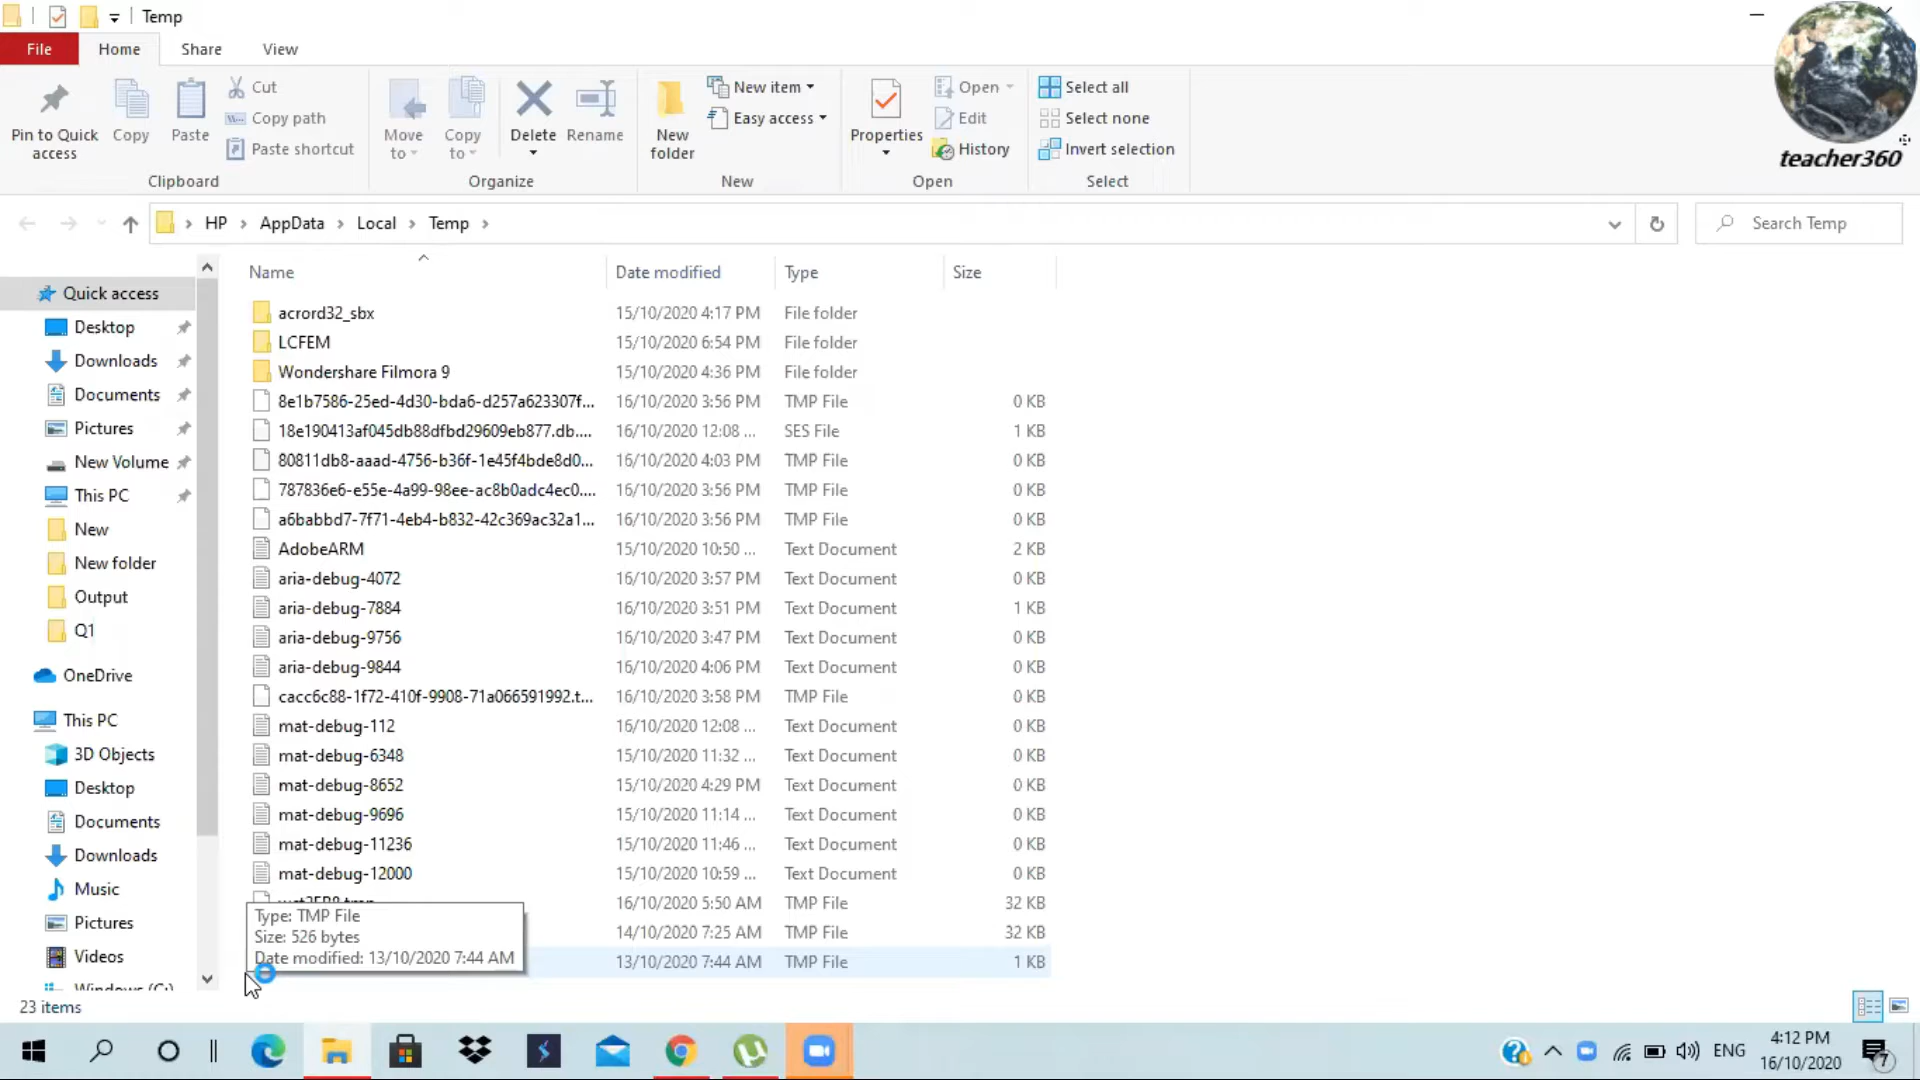 Temp
File Home Share View
Pin to Quick access
Copy
Paste
Cut
Copy path
Paste shortcut
Clipboard
Move to
Copy to
Delete
Rename
Organize
New folder
New item
Easy access
New
Properties
Open
Edit
History
Open
Select all
Select none
Invert selection
Select
teacher360
HP > AppData > Local > Temp >
Search Temp
Quick access
Desktop
Downloads
Documents
Pictures
New Volume
This PC
New
New folder
Output
Q1
OneDrive
This PC
3D Objects
Desktop
Documents
Downloads
Music
Pictures
Videos
Windows (C:)
Name Date modified Type Size
acrord32_sbx 15/10/2020 4:17 PM File folder
LCFEM 15/10/2020 6:54 PM File folder
Wondershare Filmora 9 15/10/2020 4:36 PM File folder
8e1b7586-25ed-4d30-bda6-d257a623307f... 16/10/2020 3:56 PM TMP File 0 KB
18e190413af045db88dfbd29609eb877.db.... 16/10/2020 12:08 ... SES File 1 KB
80811db8-aaad-4756-b36f-1e45f4bde8d0... 16/10/2020 4:03 PM TMP File 0 KB
787836e6-e55e-4a99-98ee-ac8b0adc4ec0.... 16/10/2020 3:56 PM TMP File 0 KB
a6babbd7-7f71-4eb4-b832-42c369ac32a1... 16/10/2020 3:56 PM TMP File 0 KB
AdobeARM 15/10/2020 10:50 ... Text Document 2 KB
aria-debug-4072 16/10/2020 3:57 PM Text Document 0 KB
aria-debug-7884 16/10/2020 3:51 PM Text Document 1 KB
aria-debug-9756 16/10/2020 3:47 PM Text Document 0 KB
aria-debug-9844 16/10/2020 4:06 PM Text Document 0 KB
cacc6c88-1f72-410f-9908-71a066591992.t... 16/10/2020 3:58 PM TMP File 0 KB
mat-debug-112 16/10/2020 12:08 ... Text Document 0 KB
mat-debug-6348 15/10/2020 11:32 ... Text Document 0 KB
mat-debug-8652 15/10/2020 4:29 PM Text Document 0 KB
mat-debug-9696 15/10/2020 11:14 ... Text Document 0 KB
mat-debug-11236 15/10/2020 11:46 ... Text Document 0 KB
mat-debug-12000 15/10/2020 10:59 ... Text Document 0 KB
16/10/2020 5:50 AM TMP File 32 KB
14/10/2020 7:25 AM TMP File 32 KB
13/10/2020 7:44 AM TMP File 1 KB
Type: TMP File
Size: 526 bytes
Date modified: 13/10/2020 7:44 AM
23 items
ENG
4:12 PM
16/10/2020
7